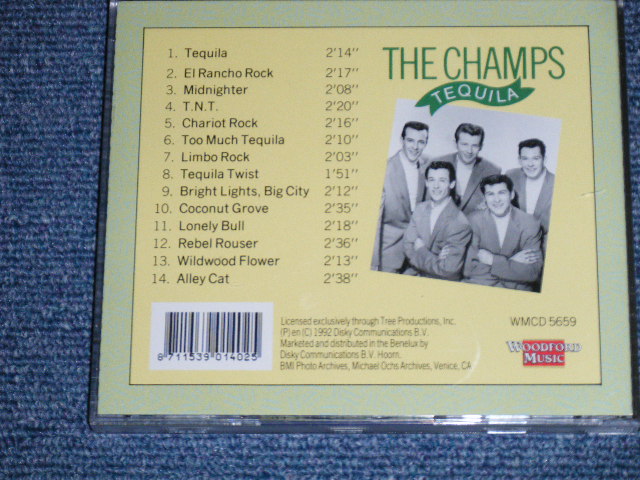 1. Tequila 2'14"
2. El Rancho Rock 2'17"
3. Midnighter 2'08"
4. T.N.T. 2'20"
5. Chariot Rock 2'16"
6. Too Much Tequila 2'10"
7. Limbo Rock 2'03"
8. Tequila Twist 1'51"
9. Bright Lights, Big City 2'12"
10. Coconut Grove 2'35"
11. Lonely Bull 2'18"
12. Rebel Rouser 2'36"
13. Wildwood Flower 2'13"
14. Alley Cat 2'38"
THE CHAMPS
TEQUILA
8 711539 014025
Licensed exclusively through Tree Productions, Inc.
(P) en (C) 1992 Disky Communications B.V.
Marketed and distributed in the Benelux by
Disky Communications B.V. Hoorn.
BMI Photo Archives, Michael Ochs Archives, Venice, CA
WMCD 5659
WOODFORD
MUSIC